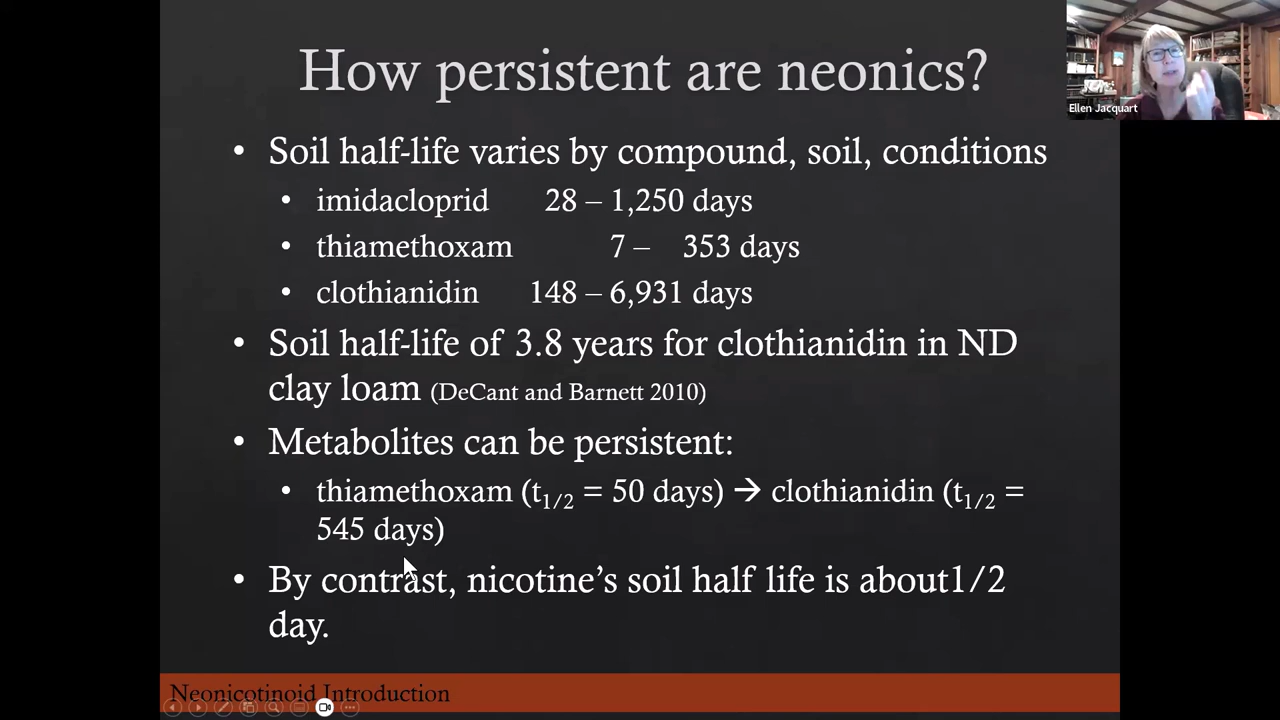 How persistent are neonics?
Ellen Jacquart
• Soil half-life varies by compound, soil, conditions
• imidacloprid 28 – 1,250 days
• thiamethoxam 7 – 353 days
• clothianidin 148 – 6,931 days
• Soil half-life of 3.8 years for clothianidin in ND
clay loam (DeCant and Barnett 2010)
• Metabolites can be persistent:
• thiamethoxam (t1/2 = 50 days) → clothianidin (t1/2 =
545 days)
• By contrast, nicotine’s soil half life is about1/2
day.
Neonicotinoid Introduction